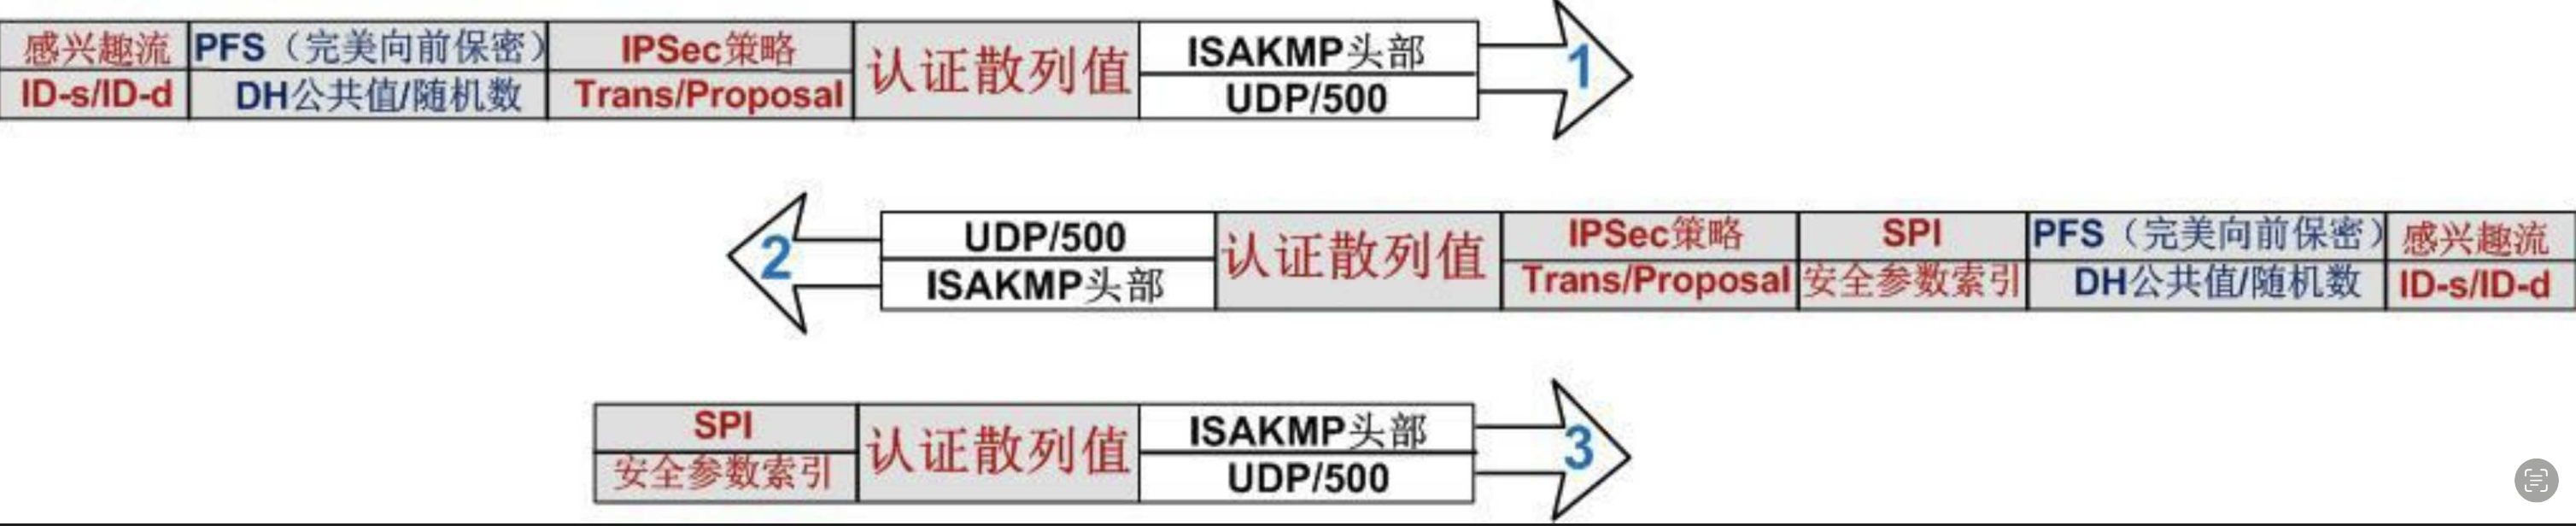 感兴趣流
ID-s/ID-d
PFS（完美向前保密）
DH公共值/随机数
IPSec策略
Trans/Proposal
认证散列值
ISAKMP头部
UDP/500
1
2
UDP/500
ISAKMP头部
认证散列值
IPSec策略
Trans/Proposal
SPI
安全参数索引
PFS（完美向前保密）
DH公共值/随机数
感兴趣流
ID-s/ID-d
SPI
安全参数索引
认证散列值
ISAKMP头部
UDP/500
3